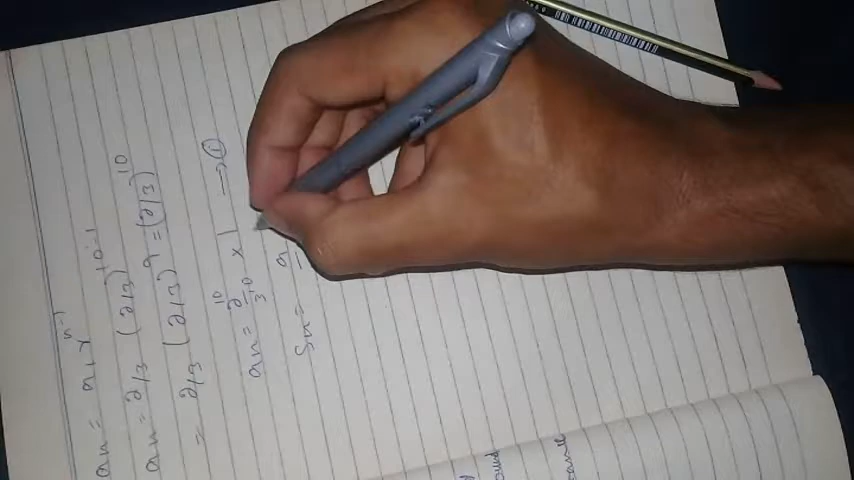 an = a1 r^n-1
an = 2/3 (2/3)^10-1
= 2/3 (2/3)^9 = (2/3)^10
an = 2^10/3^10 x 1 → ①
Sn = a